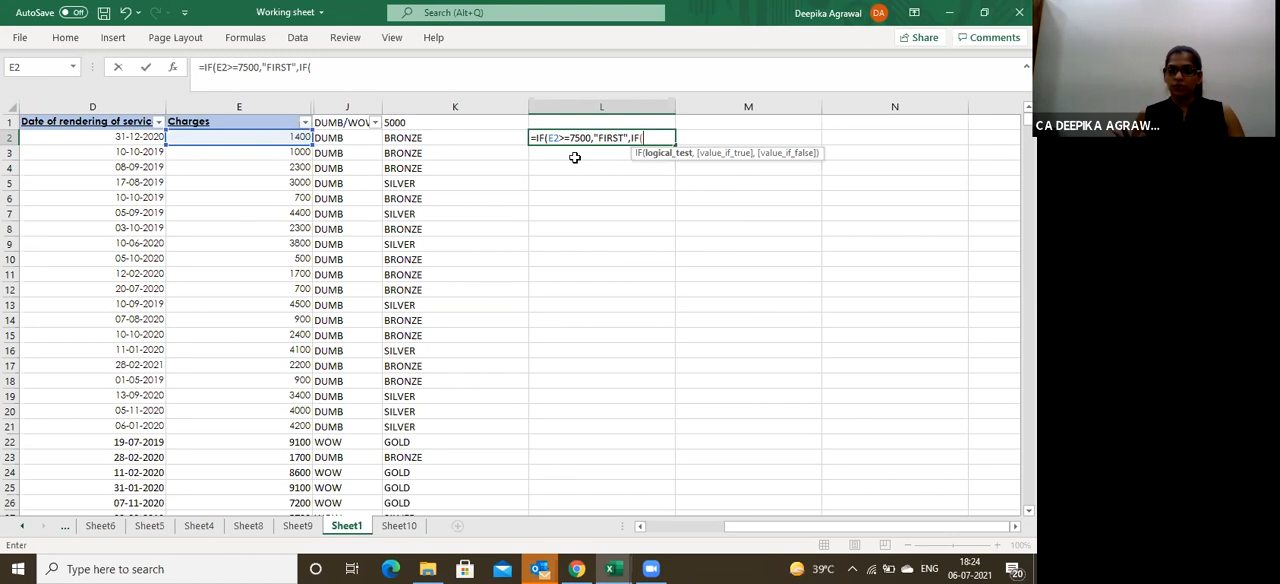 AutoSave Off Working sheet Search (Alt+Q) Deepika Agrawal DA
File Home Insert Page Layout Formulas Data Review View Help Share Comments
E2 fx =IF(E2>=7500,"FIRST",IF(
D E J K L M N
1 Date of rendering of servic Charges DUMB/WOW 5000
2 31-12-2020 1400 DUMB BRONZE =IF(E2>=7500,"FIRST",IF(
3 10-10-2019 1000 DUMB BRONZE IF(logical_test, [value_if_true], [value_if_false])
4 08-09-2020 2300 DUMB BRONZE
5 17-08-2019 3000 DUMB SILVER
6 10-10-2019 700 DUMB BRONZE
7 05-09-2019 4400 DUMB SILVER
8 03-10-2019 2300 DUMB BRONZE
9 10-06-2020 3800 DUMB SILVER
10 05-10-2020 500 DUMB BRONZE
11 12-02-2020 1700 DUMB BRONZE
12 20-07-2020 700 DUMB BRONZE
13 10-09-2019 4500 DUMB SILVER
14 07-08-2020 900 DUMB BRONZE
15 10-10-2020 2400 DUMB BRONZE
16 11-01-2020 4100 DUMB SILVER
17 28-02-2021 2200 DUMB BRONZE
18 01-05-2019 900 DUMB BRONZE
19 13-09-2020 3400 DUMB SILVER
20 05-11-2020 4000 DUMB SILVER
21 06-01-2020 4200 DUMB SILVER
22 19-07-2019 9100 WOW GOLD
23 28-02-2020 1700 DUMB BRONZE
24 11-02-2020 8600 WOW GOLD
25 31-01-2020 9100 WOW GOLD
26 07-11-2020 7200 WOW GOLD
... Sheet6 Sheet5 Sheet4 Sheet8 Sheet9 Sheet1 Sheet10
Enter 100%
Type here to search 39°C ENG 18:24
06-07-2021 20
CA DEEPIKA AGRAW...